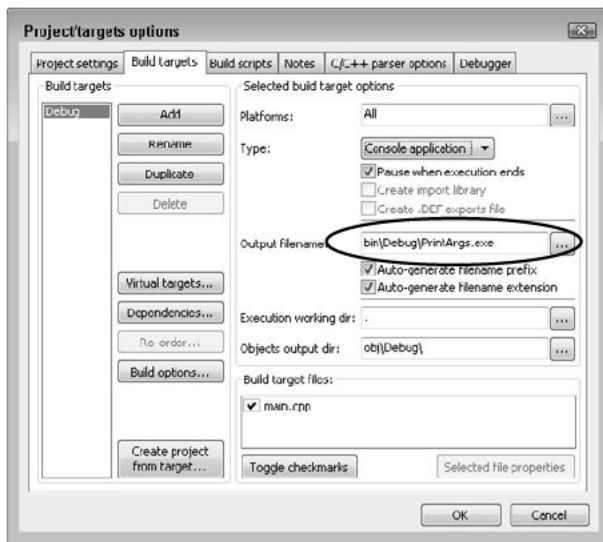 Project/targets options
Project settings
Build targets
Build scripts
Notes
C/C++ parser options
Debugger
Build targets
Debug
Add
Rename
Duplicate
Delete
Virtual targets...
Dependencies...
Re-order...
Build options...
Create project
from target...
Selected build target options
Platforms: All ...
Type: Console application
Pause when execution ends
Create import library
Create .DEF exports file
Output filename: bin\Debug\PrintArgs.exe ...
Auto-generate filename prefix
Auto-generate filename extension
Execution working dir: . ...
Objects output dir: obj\Debug\ ...
Build target files:
main.cpp
Toggle checkmarks
Selected file properties
OK
Cancel